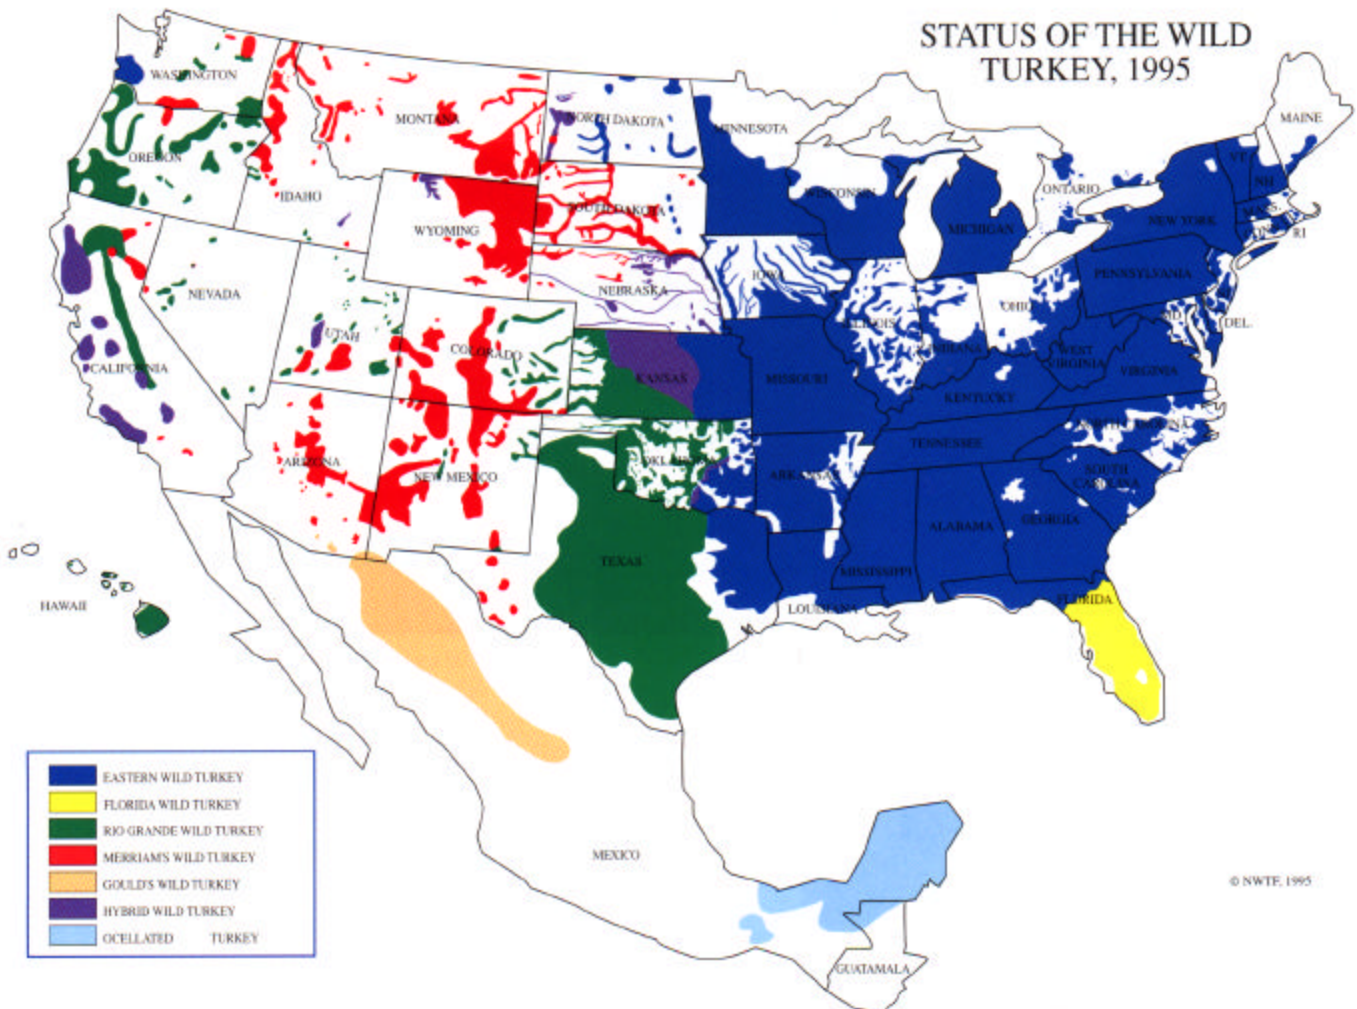 STATUS OF THE WILD
TURKEY, 1995
WASHINGTON
MONTANA
NORTH DAKOTA
MINNESOTA
MAINE
OREGON
IDAHO
WYOMING
SOUTH DAKOTA
WISCONSIN
MICHIGAN
ONTARIO
VT
NH
NEW YORK
MASS.
RI
NEVADA
UTAH
COLORADO
NEBRASKA
IOWA
ILLINOIS
INDIANA
OHIO
PENNSYLVANIA
MD
DEL.
CALIFORNIA
KANSAS
MISSOURI
KENTUCKY
WEST
VIRGINIA
VIRGINIA
ARIZONA
NEW MEXICO
OKLAHOMA
ARKANSAS
TENNESSEE
NORTH CAROLINA
SOUTH
CAROLINA
TEXAS
LOUISIANA
MISSISSIPPI
ALABAMA
GEORGIA
FLORIDA
HAWAII
MEXICO
GUATAMALA
EASTERN WILD TURKEY
FLORIDA WILD TURKEY
RIO GRANDE WILD TURKEY
MERRIAM'S WILD TURKEY
GOULD'S WILD TURKEY
HYBRID WILD TURKEY
OCELLATED TURKEY
© NWTF, 1995